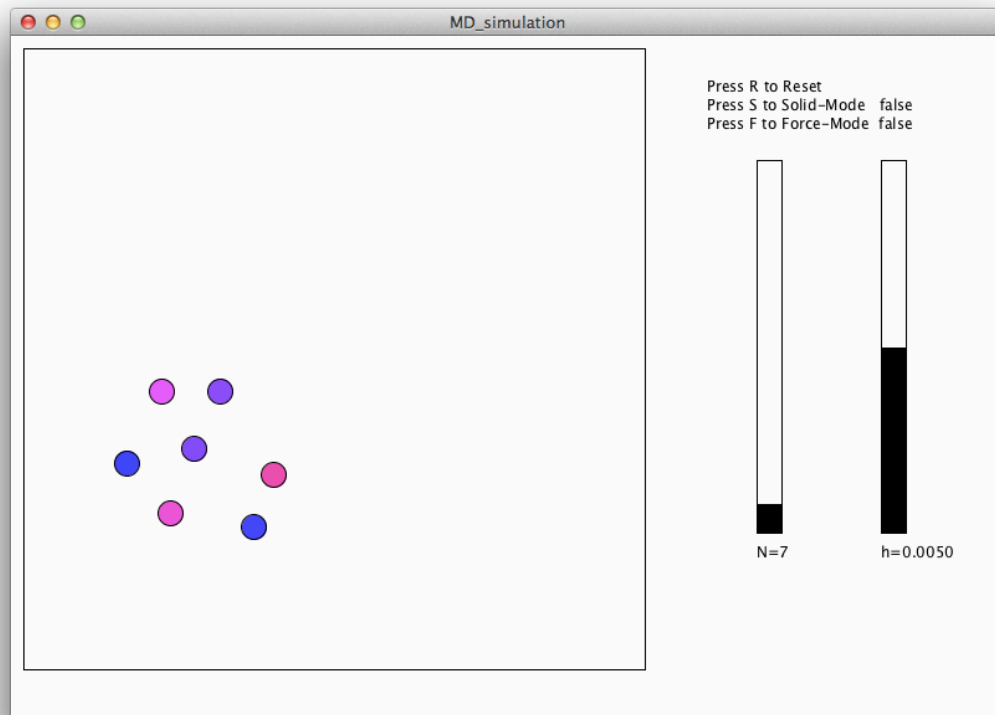 MD_simulation
Press R to Reset
Press S to Solid-Mode false
Press F to Force-Mode false
N=7
h=0.0050